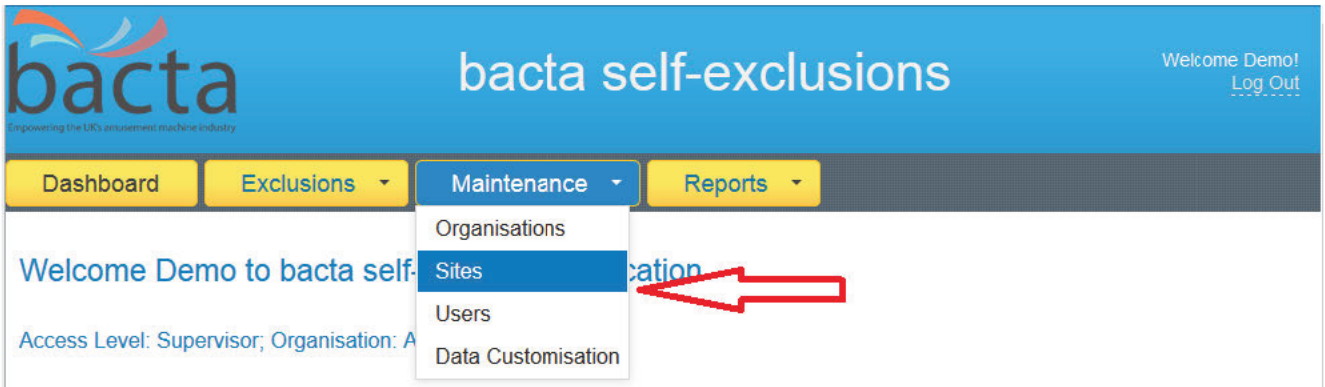 bacta
Empowering the UK's amusement machine industry
bacta self-exclusions
Welcome Demo!
Log Out
Dashboard
Exclusions
Maintenance
Reports
Organisations
Sites
Users
Data Customisation
Welcome Demo to bacta self-
Access Level: Supervisor; Organisation: A